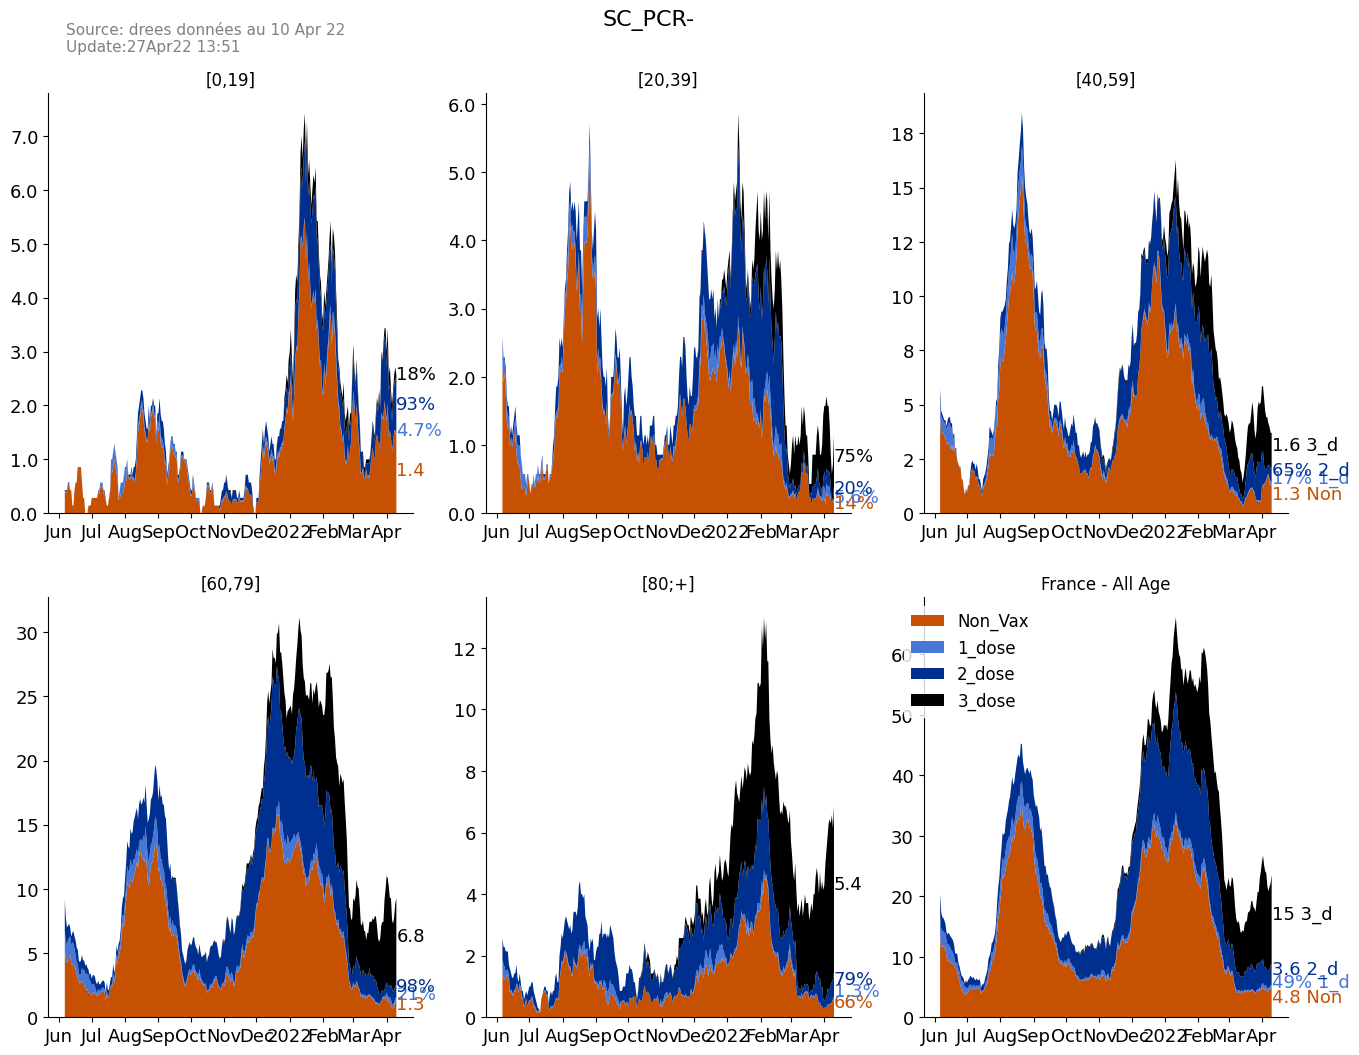 SC_PCR-
Source: drees données au 10 Apr 22
Update:27Apr22 13:51
[0,19]
7.0
6.0
5.0
4.0
3.0
2.0
1.0
0.0
18%
93%
4.7%
1.4
Jun Jul Aug Sep Oct Nov Dec 2022 Feb Mar Apr
[20,39]
6.0
5.0
4.0
3.0
2.0
1.0
0.0
75%
20%
14%
Jun Jul Aug Sep Oct Nov Dec 2022 Feb Mar Apr
[40,59]
18
15
12
10
8
5
2
0
1.6 3_d
65% 2_d
17% 1_d
1.3 Non
Jun Jul Aug Sep Oct Nov Dec 2022 Feb Mar Apr
[60,79]
30
25
20
15
10
5
0
6.8
98%
21%
1.3
Jun Jul Aug Sep Oct Nov Dec 2022 Feb Mar Apr
[80;+]
12
10
8
6
4
2
0
5.4
79%
1.3%
66%
Jun Jul Aug Sep Oct Nov Dec 2022 Feb Mar Apr
France - All Age
Non_Vax
1_dose
2_dose
3_dose
60
50
40
30
20
10
0
15 3_d
3.6 2_d
49% 1_d
4.8 Non
Jun Jul Aug Sep Oct Nov Dec 2022 Feb Mar Apr